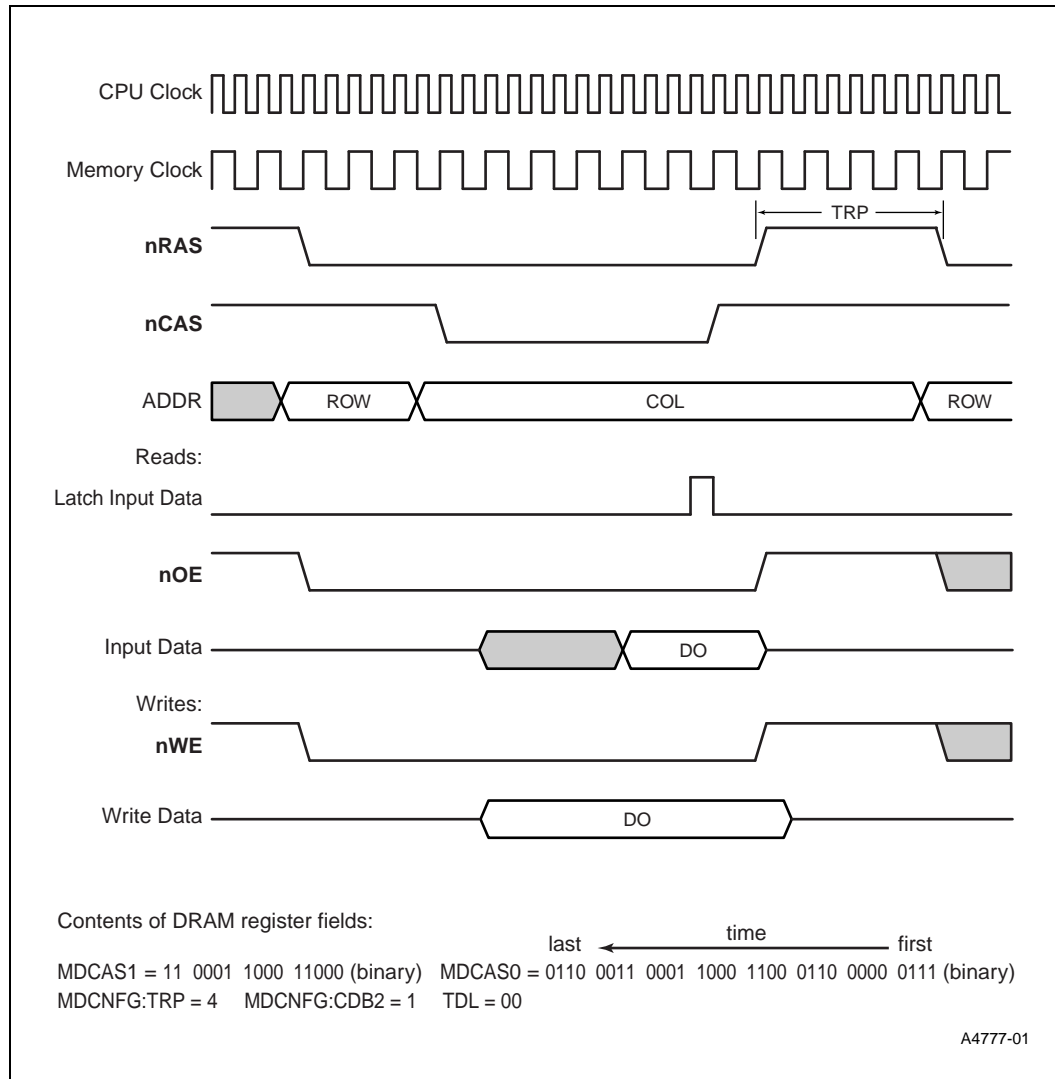 CPU Clock
Memory Clock
TRP
nRAS
nCAS
ADDR ROW COL ROW
Reads:
Latch Input Data
nOE
Input Data DO
Writes:
nWE
Write Data DO
Contents of DRAM register fields:
last time first
MDCAS1 = 11 0001 1000 11000 (binary) MDCAS0 = 0110 0011 0001 1000 1100 0110 0000 0111 (binary)
MDCNFG:TRP = 4 MDCNFG:CDB2 = 1 TDL = 00
A4777-01